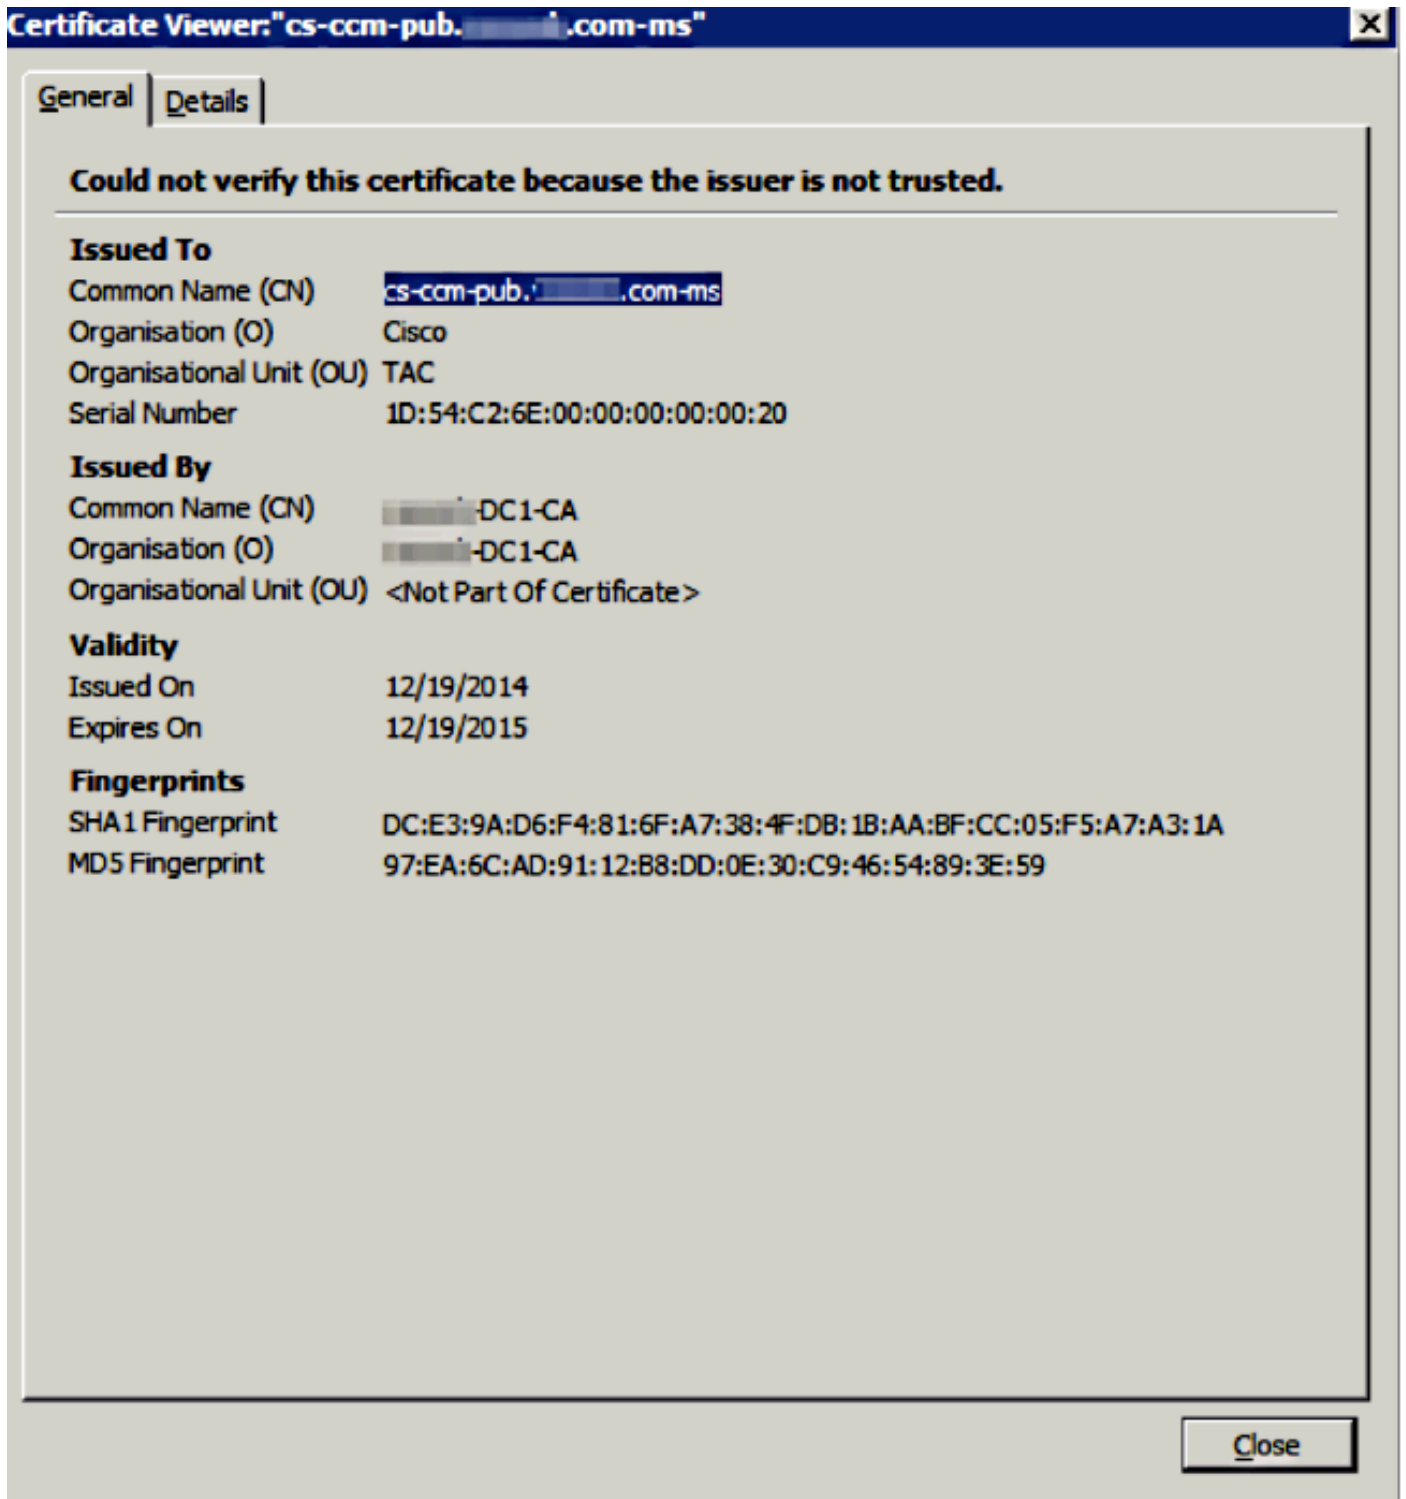 Certificate Viewer:"cs-ccm-pub. .com-ms"
General Details
Could not verify this certificate because the issuer is not trusted.
Issued To
Common Name (CN) cs-ccm-pub. .com-ms
Organisation (O) Cisco
Organisational Unit (OU) TAC
Serial Number 1D:54:C2:6E:00:00:00:00:00:20
Issued By
Common Name (CN) -DC1-CA
Organisation (O) -DC1-CA
Organisational Unit (OU) <Not Part Of Certificate>
Validity
Issued On 12/19/2014
Expires On 12/19/2015
Fingerprints
SHA1 Fingerprint DC:E3:9A:D6:F4:81:6F:A7:38:4F:DB:1B:AA:BF:CC:05:F5:A7:A3:1A
MD5 Fingerprint 97:EA:6C:AD:91:12:B8:DD:0E:30:C9:46:54:89:3E:59
Close